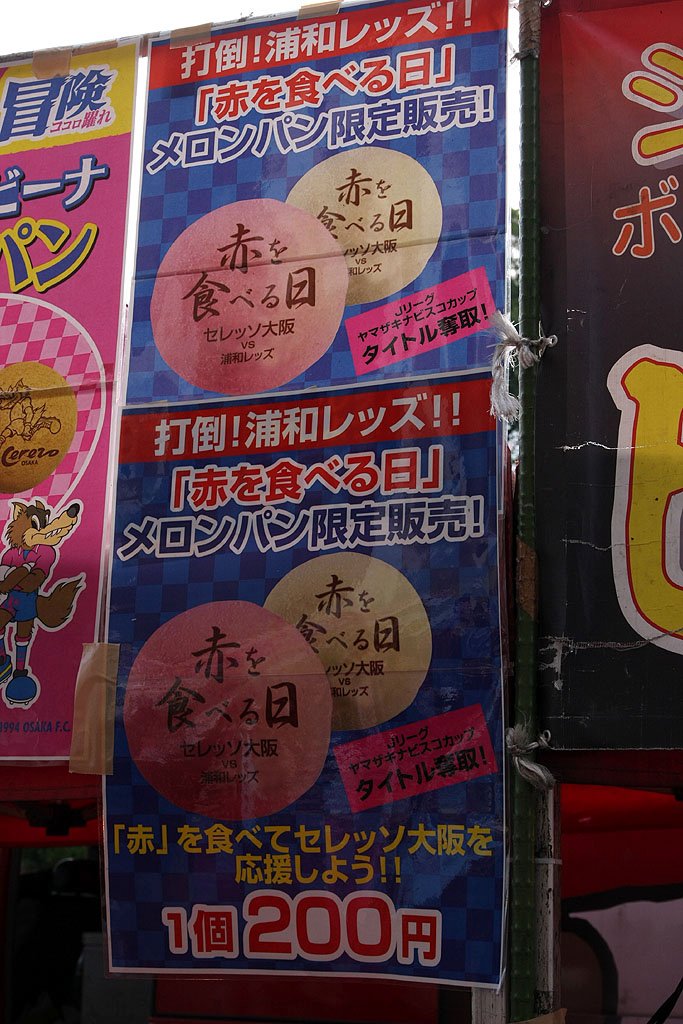 冒険
ココロ躍れ
ビーナ
パン
Cerezo
OSAKA
1994 OSAKA F.C.
打倒!浦和レッズ!!
「赤を食べる日」
メロンパン限定販売!
赤を
食べる日
ッソ大阪
vs
和レッズ
赤を
食べる日
セレッソ大阪
vs
浦和レッズ
Jリーグ
ヤマザキナビスコカップ
タイトル奪取!
打倒!浦和レッズ!!
「赤を食べる日」
メロンパン限定販売!
赤を
食べる日
ッソ大阪
vs
和レッズ
赤を
食べる日
セレッソ大阪
vs
浦和レッズ
Jリーグ
ヤマザキナビスコカップ
タイトル奪取!
「赤」を食べてセレッソ大阪を
応援しよう!!
1個200円
ボ